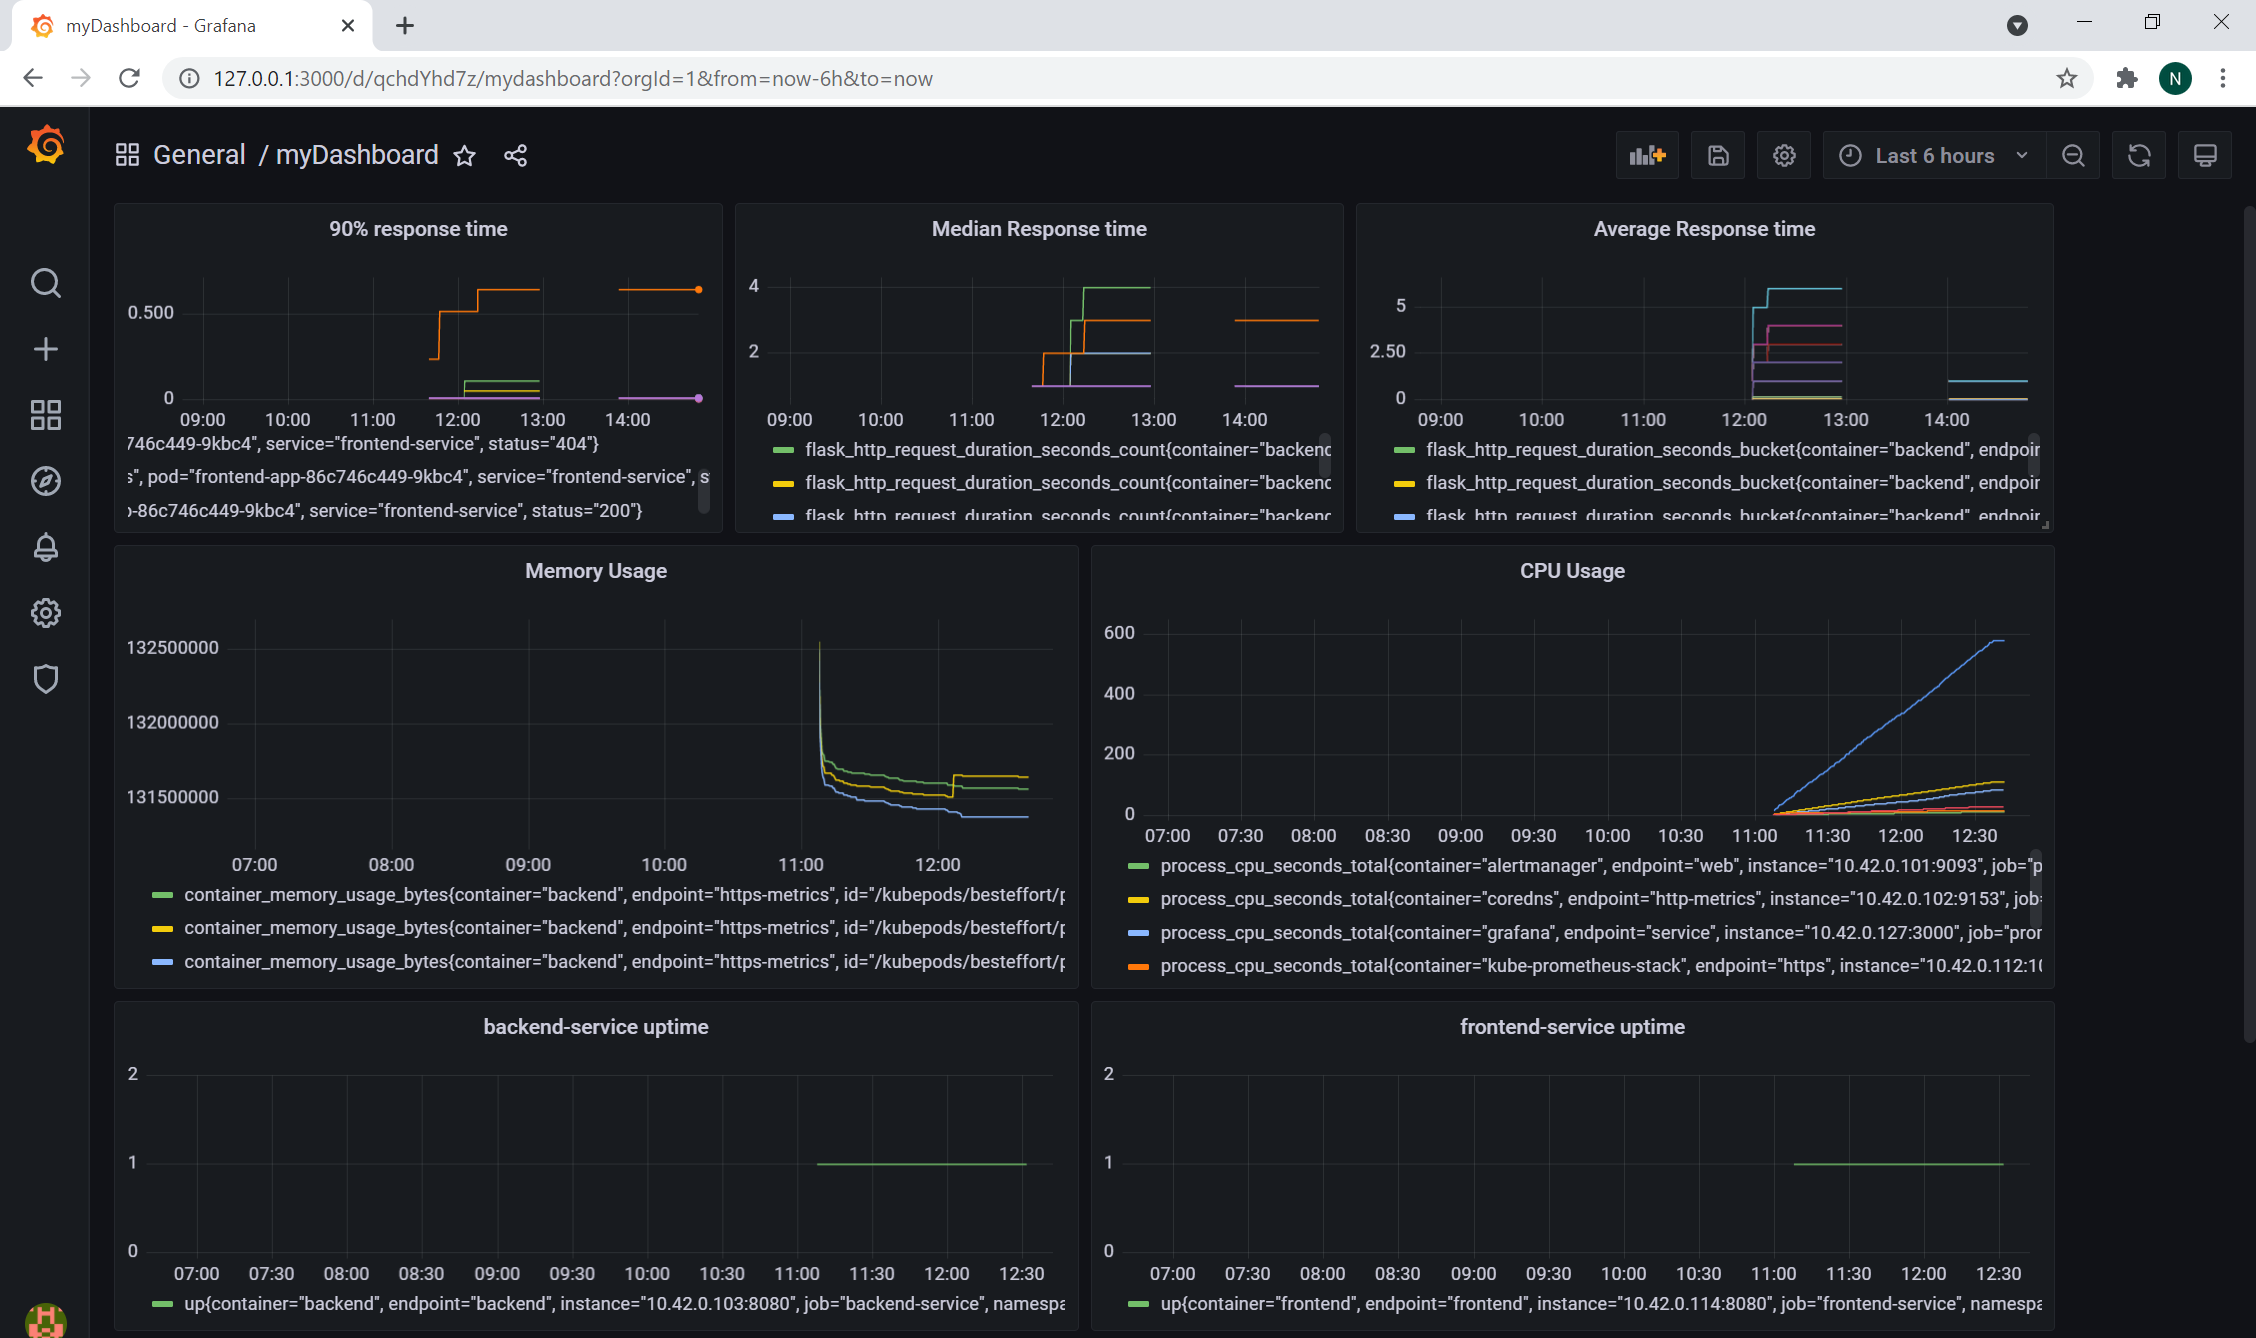 myDashboard - Grafana
127.0.0.1:3000/d/qchdYhd7z/mydashboard?orgId=1&from=now-6h&to=now
N
General / myDashboard
Last 6 hours
90% response time
0.500
0
09:00 10:00 11:00 12:00 13:00 14:00
746c449-9kbc4", service="frontend-service", status="404"}
s", pod="frontend-app-86c746c449-9kbc4", service="frontend-service", s
-86c746c449-9kbc4", service="frontend-service", status="200"}
Median Response time
4
2
09:00 10:00 11:00 12:00 13:00 14:00
flask_http_request_duration_seconds_count{container="backend
flask_http_request_duration_seconds_count{container="backend
flask_http_request_duration_seconds_count{container="backend
Average Response time
5
2.50
0
09:00 10:00 11:00 12:00 13:00 14:00
flask_http_request_duration_seconds_bucket{container="backend", endpoin
flask_http_request_duration_seconds_bucket{container="backend", endpoin
flask_http_request_duration_seconds_bucket{container="backend", endpoin
Memory Usage
132500000
132000000
131500000
07:00 08:00 09:00 10:00 11:00 12:00
container_memory_usage_bytes{container="backend", endpoint="https-metrics", id="/kubepods/besteffort/p
container_memory_usage_bytes{container="backend", endpoint="https-metrics", id="/kubepods/besteffort/p
container_memory_usage_bytes{container="backend", endpoint="https-metrics", id="/kubepods/besteffort/p
CPU Usage
600
400
200
0
07:00 07:30 08:00 08:30 09:00 09:30 10:00 10:30 11:00 11:30 12:00 12:30
process_cpu_seconds_total{container="alertmanager", endpoint="web", instance="10.42.0.101:9093", job="p
process_cpu_seconds_total{container="coredns", endpoint="http-metrics", instance="10.42.0.102:9153", job=
process_cpu_seconds_total{container="grafana", endpoint="service", instance="10.42.0.127:3000", job="pror
process_cpu_seconds_total{container="kube-prometheus-stack", endpoint="https", instance="10.42.0.112:10
backend-service uptime
2
1
0
07:00 07:30 08:00 08:30 09:00 09:30 10:00 10:30 11:00 11:30 12:00 12:30
up{container="backend", endpoint="backend", instance="10.42.0.103:8080", job="backend-service", namespa
frontend-service uptime
2
1
0
07:00 07:30 08:00 08:30 09:00 09:30 10:00 10:30 11:00 11:30 12:00 12:30
up{container="frontend", endpoint="frontend", instance="10.42.0.114:8080", job="frontend-service", namespa